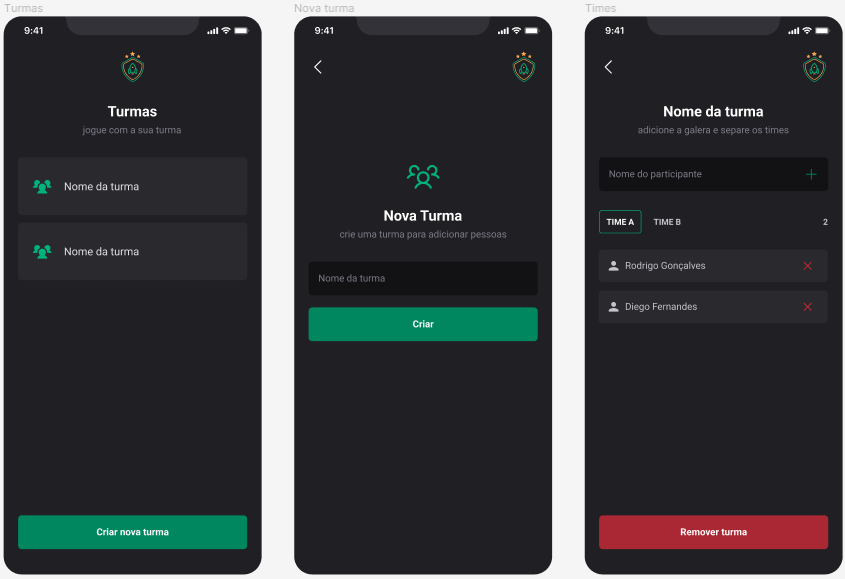 Turmas
9:41
Turmas
jogue com a sua turma
Nome da turma
Nome da turma
Criar nova turma
Nova turma
9:41
Nova Turma
crie uma turma para adicionar pessoas
Nome da turma
Criar
Times
9:41
Nome da turma
adicione a galera e separe os times
Nome do participante
TIME A TIME B 2
Rodrigo Gonçalves
Diego Fernandes
Remover turma